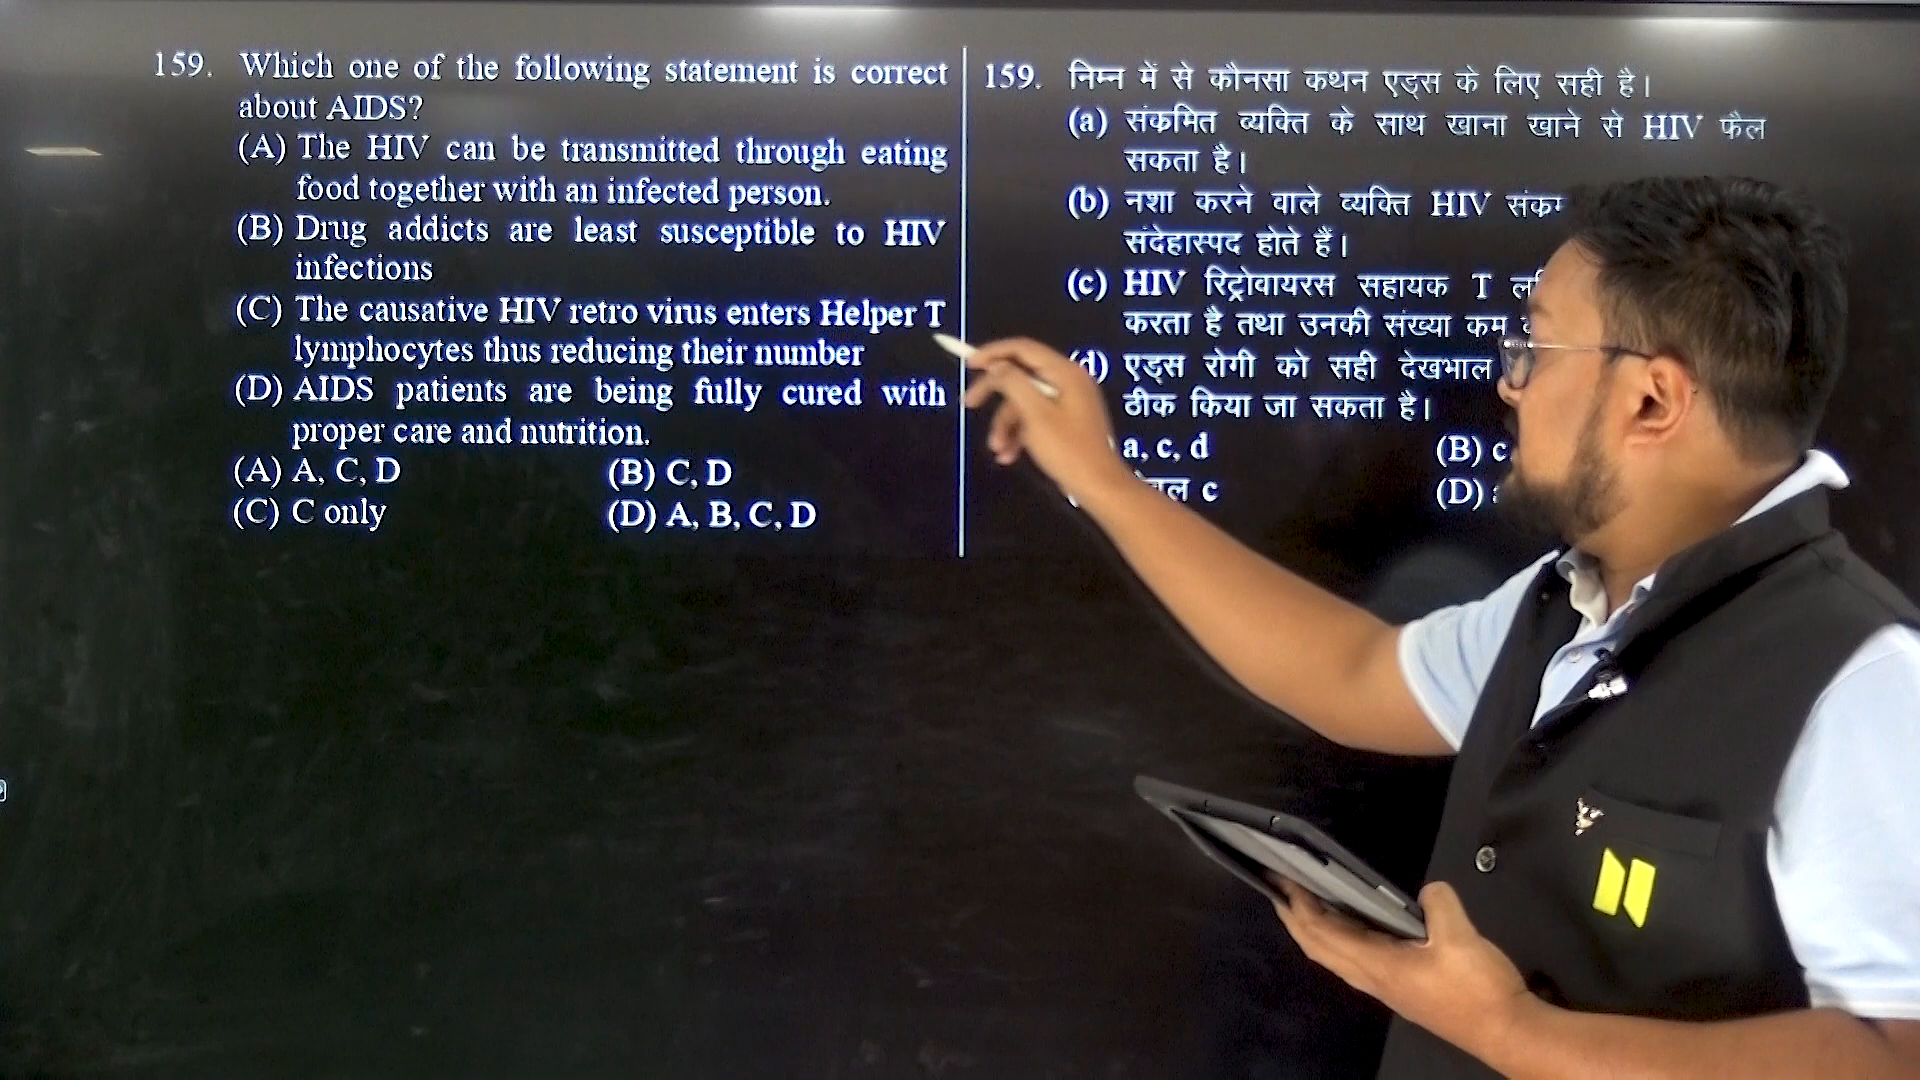 159. Which one of the following statement is correct
about AIDS?
(A) The HIV can be transmitted through eating
food together with an infected person.
(B) Drug addicts are least susceptible to HIV
infections
(C) The causative HIV retro virus enters Helper T
lymphocytes thus reducing their number
(D) AIDS patients are being fully cured with
proper care and nutrition.
(A) A, C, D (B) C, D
(C) C only (D) A, B, C, D
159. निम्न में से कौनसा कथन एड्स के लिए सही है।
(a) संक्रमित व्यक्ति के साथ खाना खाने से HIV फैल
सकता है।
(b) नशा करने वाले व्यक्ति HIV
संदेहास्पद होते हैं।
(c) HIV रिट्रोवायरस सहायक T
करता है तथा उनकी संख्या कम
(d) एड्स रोगी को सही देखभाल
ठीक किया जा सकता है।
a, c, d (B) c
c (D)